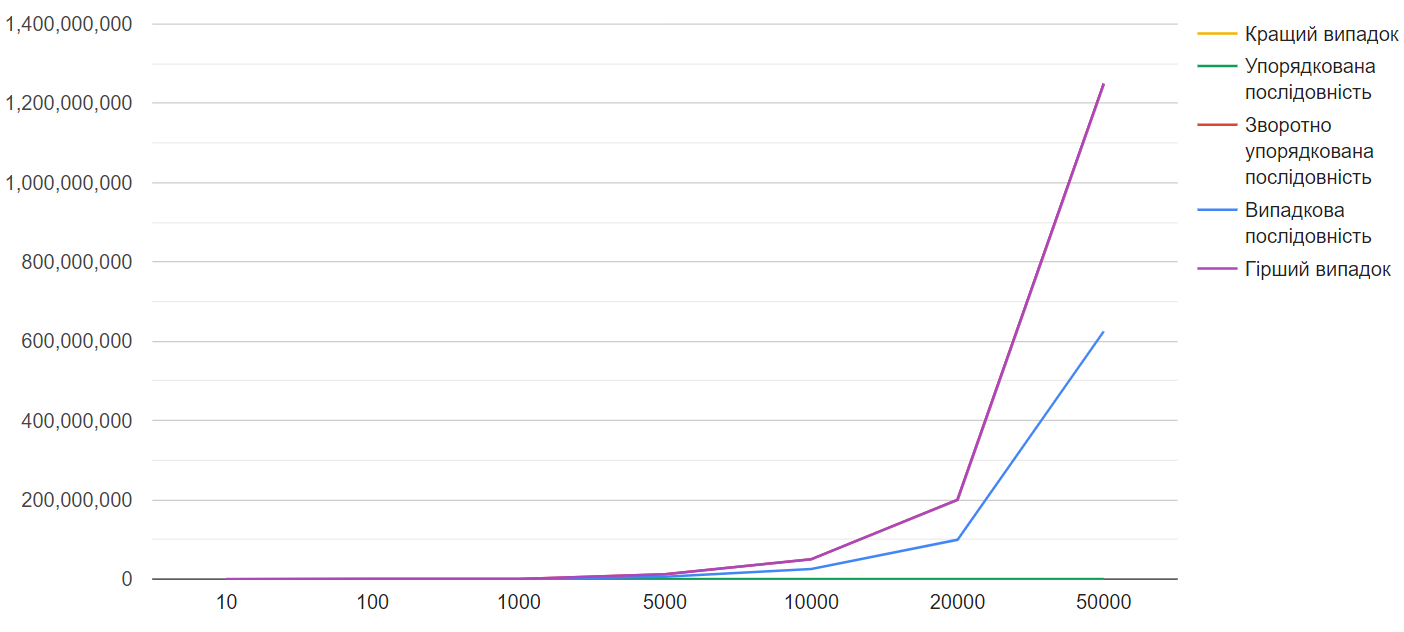 1,400,000,000
1,200,000,000
1,000,000,000
800,000,000
600,000,000
400,000,000
200,000,000
0
10
100
1000
5000
10000
20000
50000
Кращий випадок
Упорядкована
послідовність
Зворотно
упорядкована
послідовність
Випадкова
послідовність
Гірший випадок